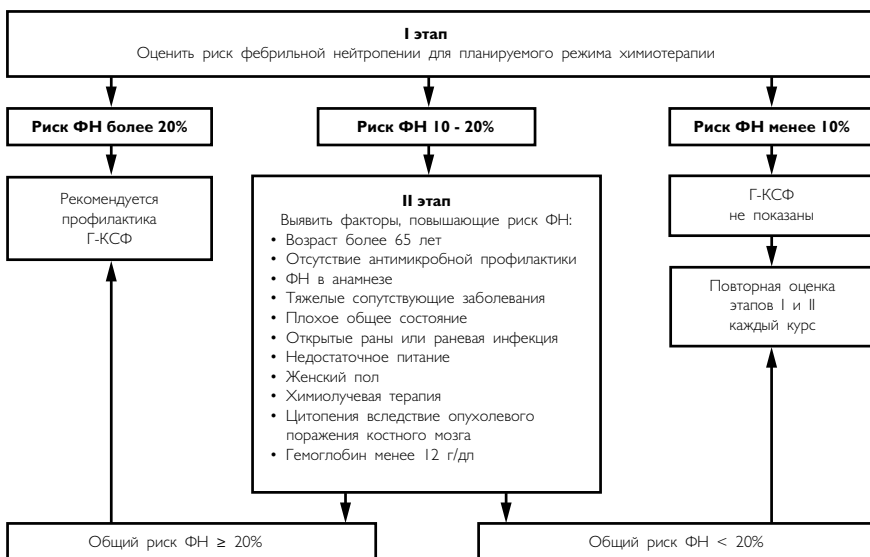 I этап
Оценить риск фебрильной нейтропении для планируемого режима химиотерапии
Риск ФН более 20%
Риск ФН 10 - 20%
Риск ФН менее 10%
Рекомендуется
профилактика
Г-КСФ
II этап
Выявить факторы, повышающие риск ФН:
• Возраст более 65 лет
• Отсутствие антимикробной профилактики
• ФН в анамнезе
• Тяжелые сопутствующие заболевания
• Плохое общее состояние
• Открытые раны или раневая инфекция
• Недостаточное питание
• Женский пол
• Химиолучевая терапия
• Цитопения вследствие опухолевого
поражения костного мозга
• Гемоглобин менее 12 г/дл
Г-КСФ
не показаны
Повторная оценка
этапов I и II
каждый курс
Общий риск ФН ≥ 20%
Общий риск ФН < 20%